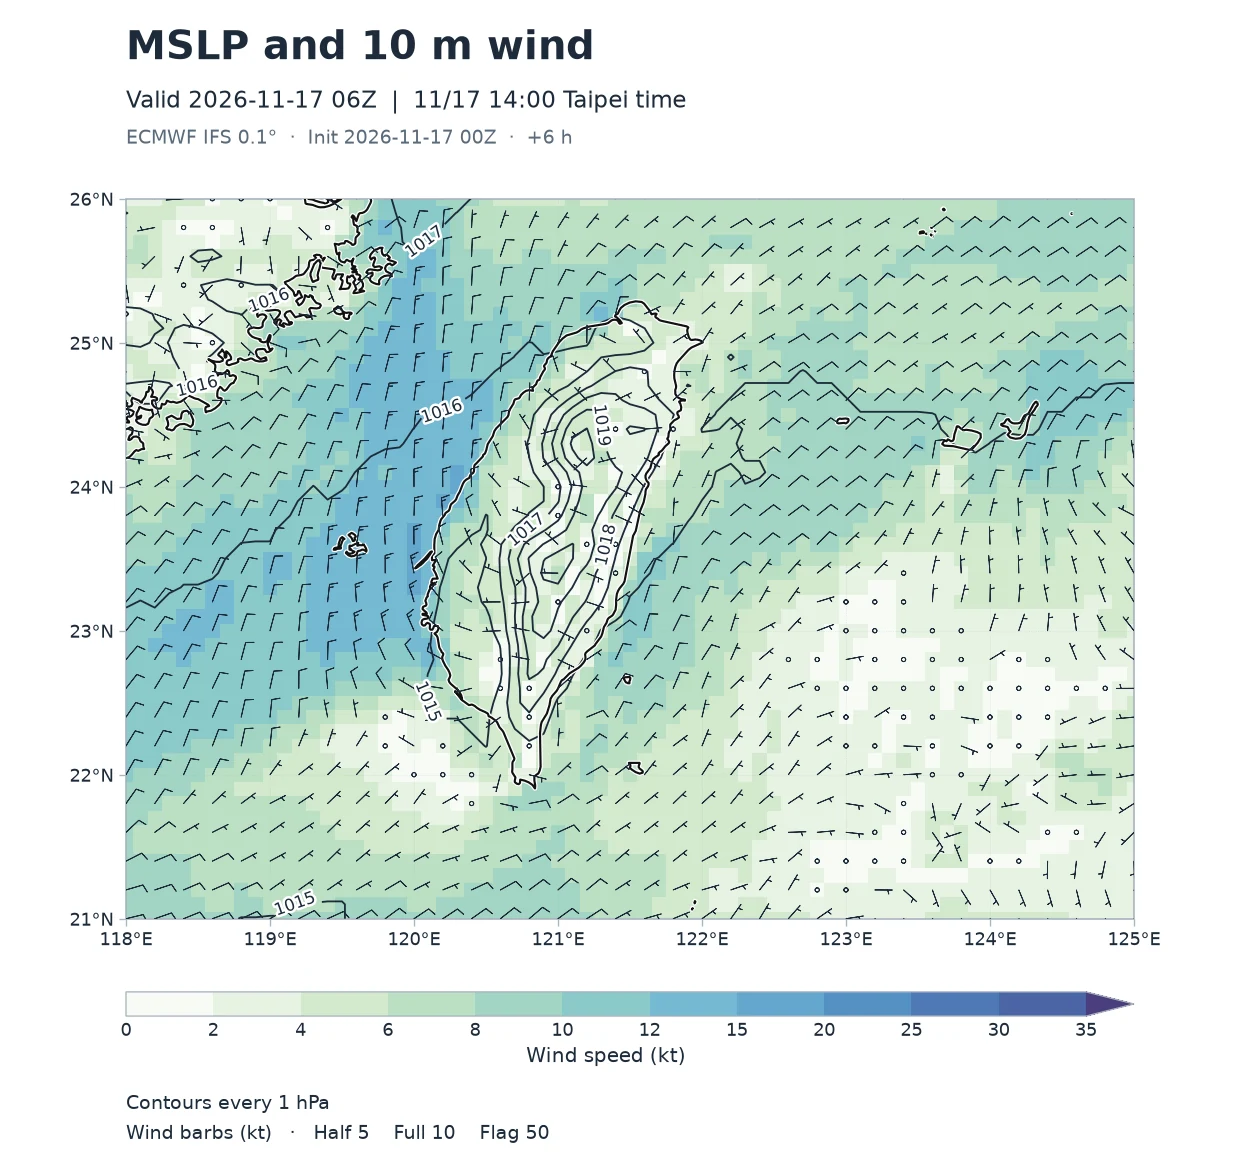 MSLP and 10 m wind
Valid 2026-11-17 06Z | 11/17 14:00 Taipei time
ECMWF IFS 0.1° · Init 2026-11-17 00Z · +6 h
26°N
1017
1016
25°N
1016
1016
1019
24°N
1017
1018
23°N
1015
22°N
1015
21°N
118°E 119°E 120°E 121°E 122°E 123°E 124°E 125°E
0 2 4 6 8 10 12 15 20 25 30 35
Wind speed (kt)
Contours every 1 hPa
Wind barbs (kt) · Half 5 Full 10 Flag 50